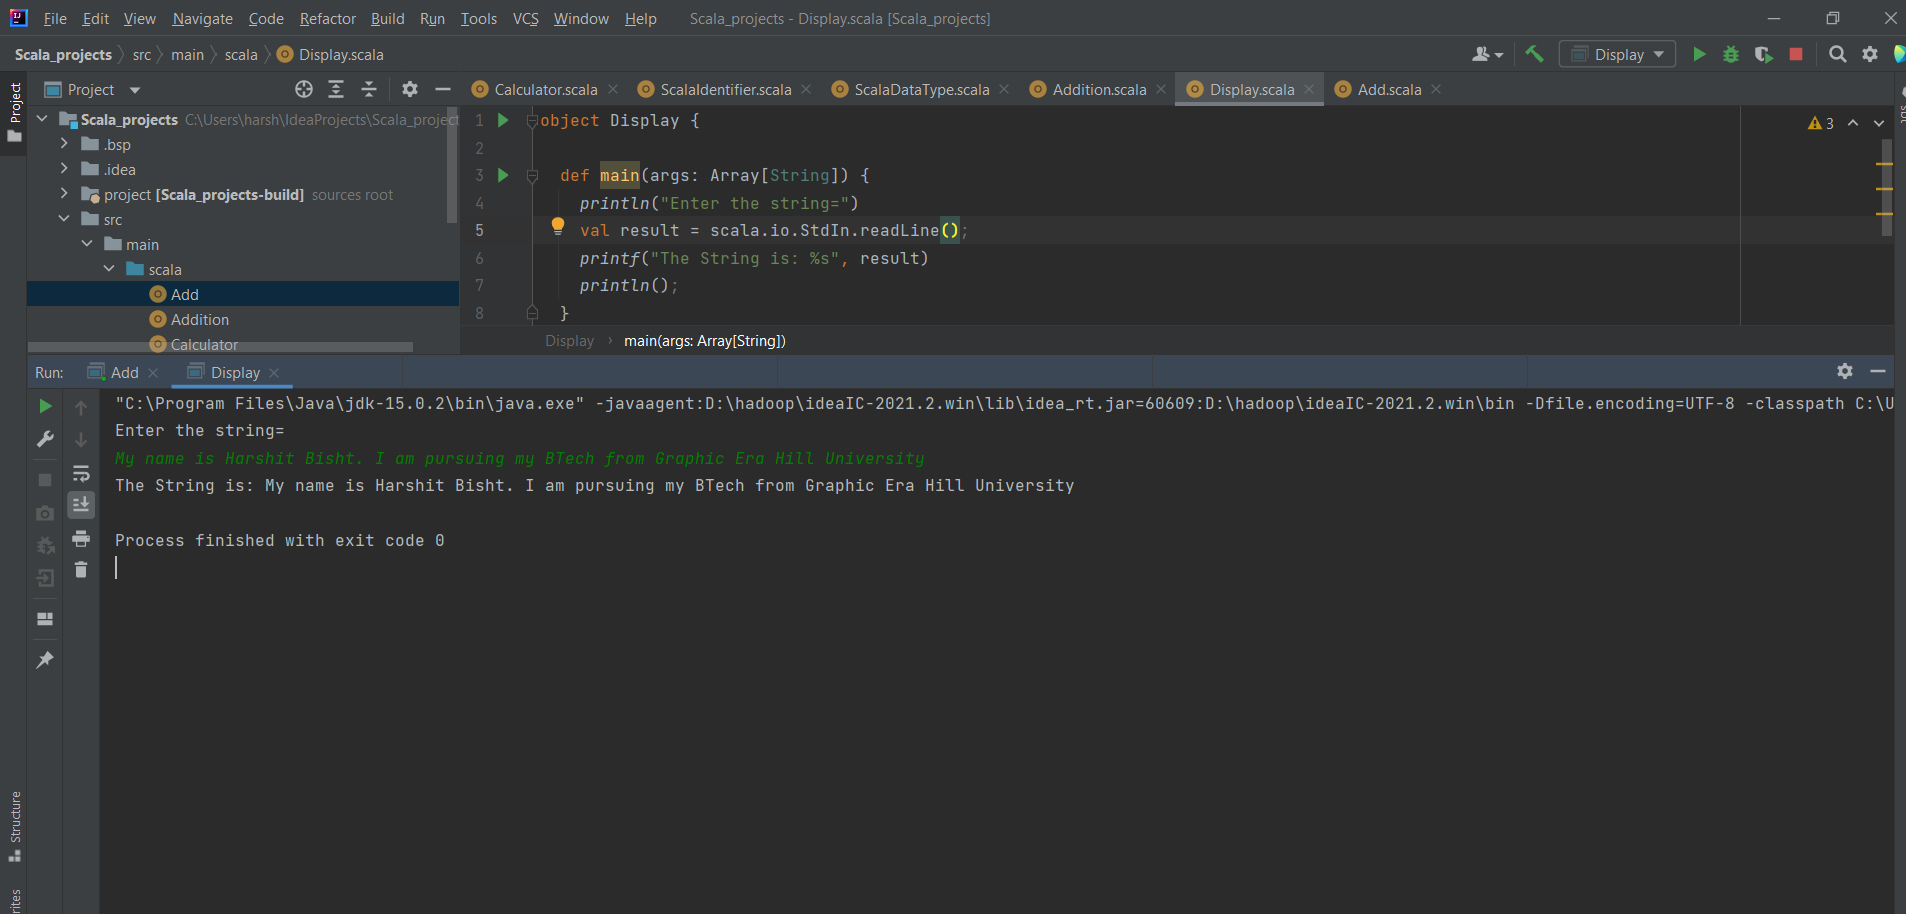 File Edit View Navigate Code Refactor Build Run Tools VCS Window Help Scala_projects - Display.scala [Scala_projects]
Scala_projects src main scala Display.scala Display
Project
Project
Calculator.scala ScalaIdentifier.scala ScalaDataType.scala Addition.scala Display.scala Add.scala
Scala_projects C:\Users\harsh\IdeaProjects\Scala_project
.bsp
.idea
project [Scala_projects-build] sources root
src
main
scala
Add
Addition
Calculator
1 object Display {
2
3 def main(args: Array[String]) {
4 println("Enter the string=")
5 val result = scala.io.StdIn.readLine();
6 printf("The String is: %s", result)
7 println();
8 }
3
Display › main(args: Array[String])
Run: Add Display
"C:\Program Files\Java\jdk-15.0.2\bin\java.exe" -javaagent:D:\hadoop\ideaIC-2021.2.win\lib\idea_rt.jar=60609:D:\hadoop\ideaIC-2021.2.win\bin -Dfile.encoding=UTF-8 -classpath C:\U
Enter the string=
My name is Harshit Bisht. I am pursuing my BTech from Graphic Era Hill University
The String is: My name is Harshit Bisht. I am pursuing my BTech from Graphic Era Hill University
Process finished with exit code 0
Structure